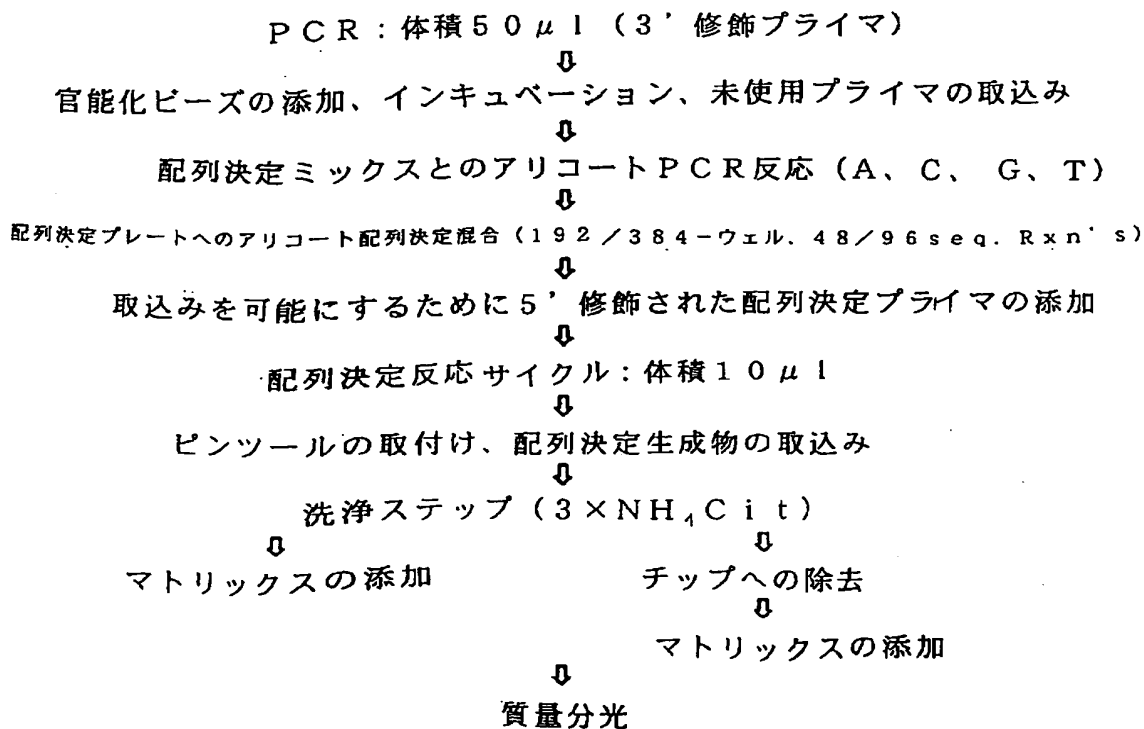 PCR:体積50μl(3'修飾プライマ)
⇩
官能化ビーズの添加、インキュベーション、未使用プライマの取込み
⇩
配列決定ミックスとのアリコートPCR反応(A、C、G、T)
⇩
配列決定プレートへのアリコート配列決定混合(192/384-ウェル.48/96seq.Rxn's)
⇩
取込みを可能にするために5'修飾された配列決定プライマの添加
⇩
配列決定反応サイクル:体積10μl
⇩
ピンツールの取付け、配列決定生成物の取込み
⇩
洗浄ステップ(3×NH₄Cit)
⇩ ⇩
マトリックスの添加 チップへの除去
⇩
マトリックスの添加
⇩
質量分光